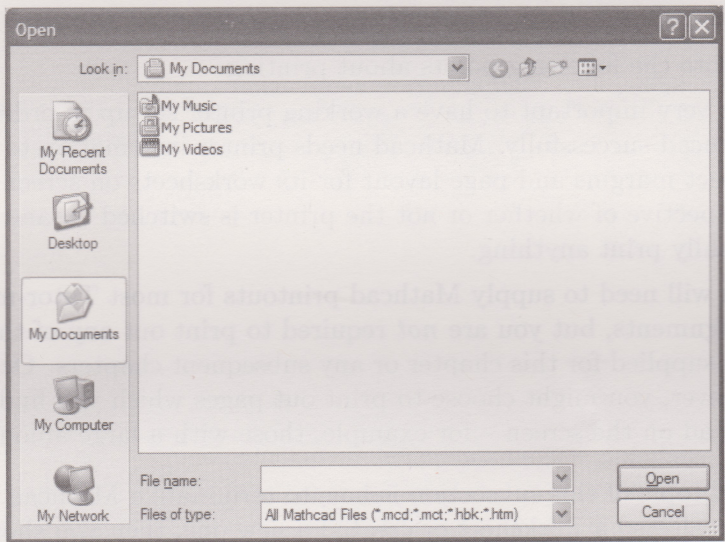 Open
Look in:
My Documents
My Music
My Pictures
My Videos
My Recent
Documents
Desktop
My Documents
My Computer
My Network
File name:
Open
Files of type:
All Mathcad Files (*.mcd;*.mct;*.hbk;*.htm)
Cancel